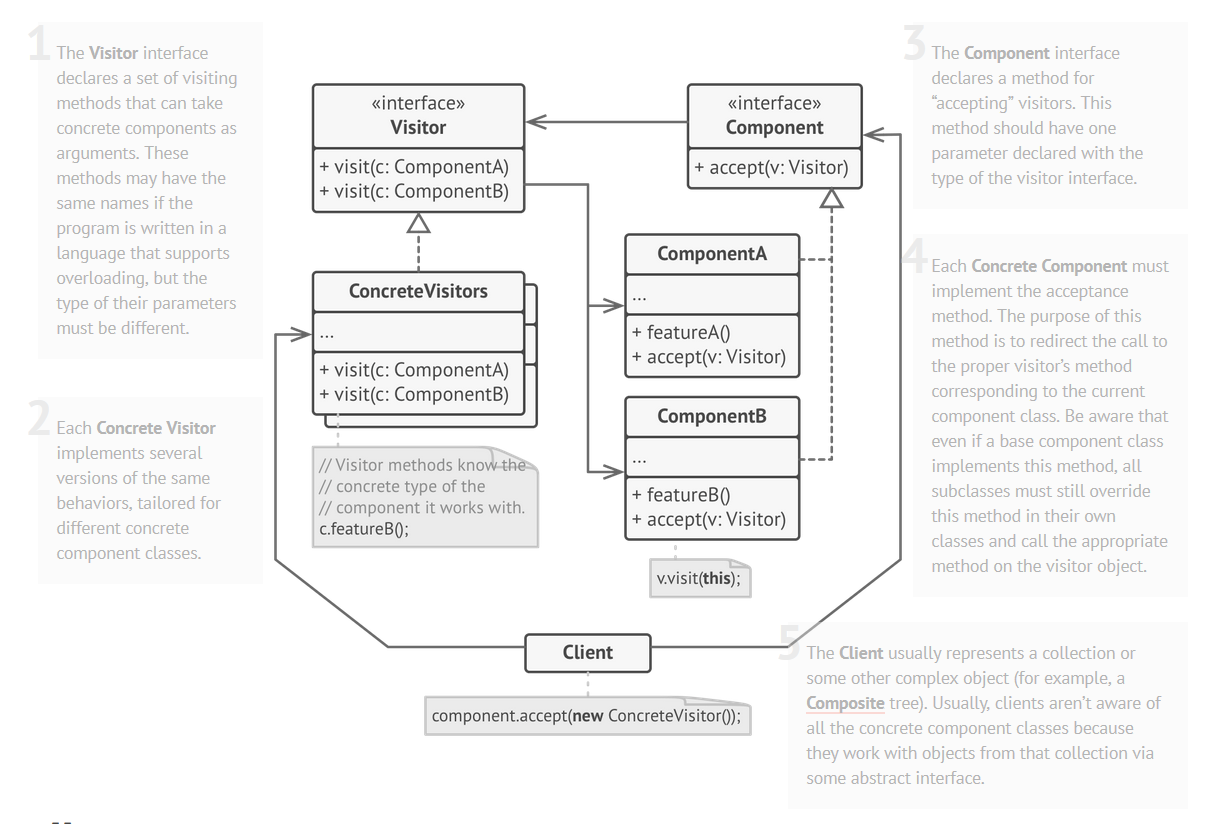 1
The Visitor interface
declares a set of visiting
methods that can take
concrete components as
arguments. These
methods may have the
same names if the
program is written in a
language that supports
overloading, but the
type of their parameters
must be different.
2
Each Concrete Visitor
implements several
versions of the same
behaviors, tailored for
different concrete
component classes.
«interface»
Visitor
+ visit(c: ComponentA)
+ visit(c: ComponentB)
ConcreteVisitors
...
+ visit(c: ComponentA)
+ visit(c: ComponentB)
// Visitor methods know the
// concrete type of the
// component it works with.
c.featureB();
«interface»
Component
+ accept(v: Visitor)
ComponentA
...
+ featureA()
+ accept(v: Visitor)
ComponentB
...
+ featureB()
+ accept(v: Visitor)
v.visit(this);
Client
component.accept(new ConcreteVisitor());
3
The Component interface
declares a method for
“accepting” visitors. This
method should have one
parameter declared with the
type of the visitor interface.
4
Each Concrete Component must
implement the acceptance
method. The purpose of this
method is to redirect the call to
the proper visitor’s method
corresponding to the current
component class. Be aware that
even if a base component class
implements this method, all
subclasses must still override
this method in their own
classes and call the appropriate
method on the visitor object.
5
The Client usually represents a collection or
some other complex object (for example, a
Composite tree). Usually, clients aren’t aware of
all the concrete component classes because
they work with objects from that collection via
some abstract interface.